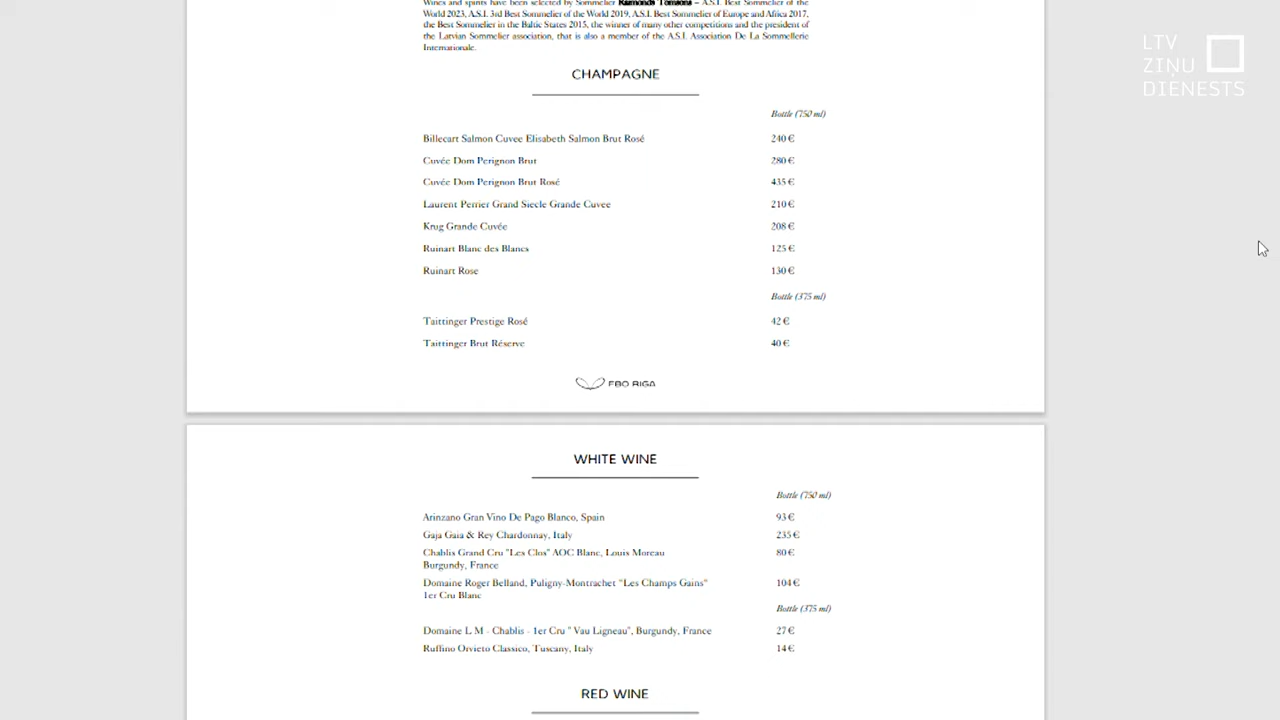 Wines and spirits have been selected by Sommelier Raimonds Tomsons – A.S.I. Best Sommelier of the
World 2023, A.S.I. 3rd Best Sommelier of the World 2019, A.S.I. Best Sommelier of Europe and Africa 2017,
the Best Sommelier in the Baltic States 2015, the winner of many other competitions and the president of
the Latvian Sommelier association, that is also a member of the A.S.I. Association De La Sommellerie
Internationale.
LTV
ZIŅU
DIENESTS
CHAMPAGNE
Bottle (750 ml)
Billecart Salmon Cuvee Elisabeth Salmon Brut Rosé 240 €
Cuvée Dom Perignon Brut 280 €
Cuvée Dom Perignon Brut Rosé 435 €
Laurent Perrier Grand Siecle Grande Cuvee 210 €
Krug Grande Cuvée 208 €
Ruinart Blanc des Blancs 125 €
Ruinart Rose 130 €
Bottle (375 ml)
Taittinger Prestige Rosé 42 €
Taittinger Brut Réserve 40 €
FBO RIGA
WHITE WINE
Bottle (750 ml)
Arinzano Gran Vino De Pago Blanco, Spain 93 €
Gaja Gaia & Rey Chardonnay, Italy 235 €
Chablis Grand Cru "Les Clos" AOC Blanc, Louis Moreau 80 €
Burgundy, France
Domaine Roger Belland, Puligny-Montrachet "Les Champs Gains" 104 €
1er Cru Blanc
Bottle (375 ml)
Domaine L M - Chablis - 1er Cru " Vau Ligneau", Burgundy, France 27 €
Ruffino Orvieto Classico, Tuscany, Italy 14 €
RED WINE